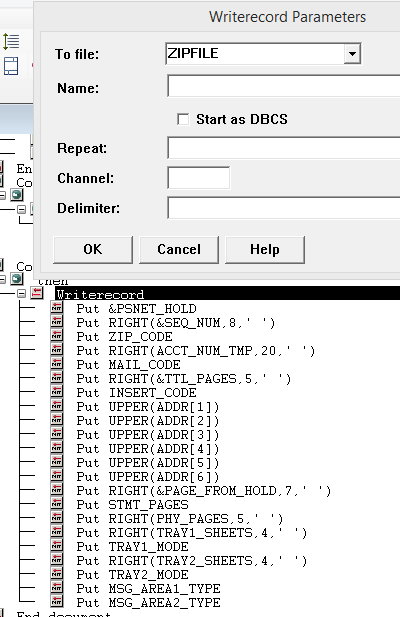 Writerecord Parameters
To file: ZIPFILE
Name:
Start as DBCS
Repeat:
Channel:
Delimiter:
OK Cancel Help
En
Co
Co
then
Writerecord
Put &PSNET_HOLD
Put RIGHT(&SEQ_NUM,8,' ')
Put ZIP_CODE
Put RIGHT(ACCT_NUM_TMP,20,' ')
Put MAIL_CODE
Put RIGHT(&TTL_PAGES,5,' ')
Put INSERT_CODE
Put UPPER(ADDR[1])
Put UPPER(ADDR[2])
Put UPPER(ADDR[3])
Put UPPER(ADDR[4])
Put UPPER(ADDR[5])
Put UPPER(ADDR[6])
Put RIGHT(&PAGE_FROM_HOLD,7,' ')
Put STMT_PAGES
Put RIGHT(PHY_PAGES,5,' ')
Put RIGHT(TRAY1_SHEETS,4,' ')
Put TRAY1_MODE
Put RIGHT(TRAY2_SHEETS,4,' ')
Put TRAY2_MODE
Put MSG_AREA1_TYPE
Put MSG_AREA2_TYPE
End document